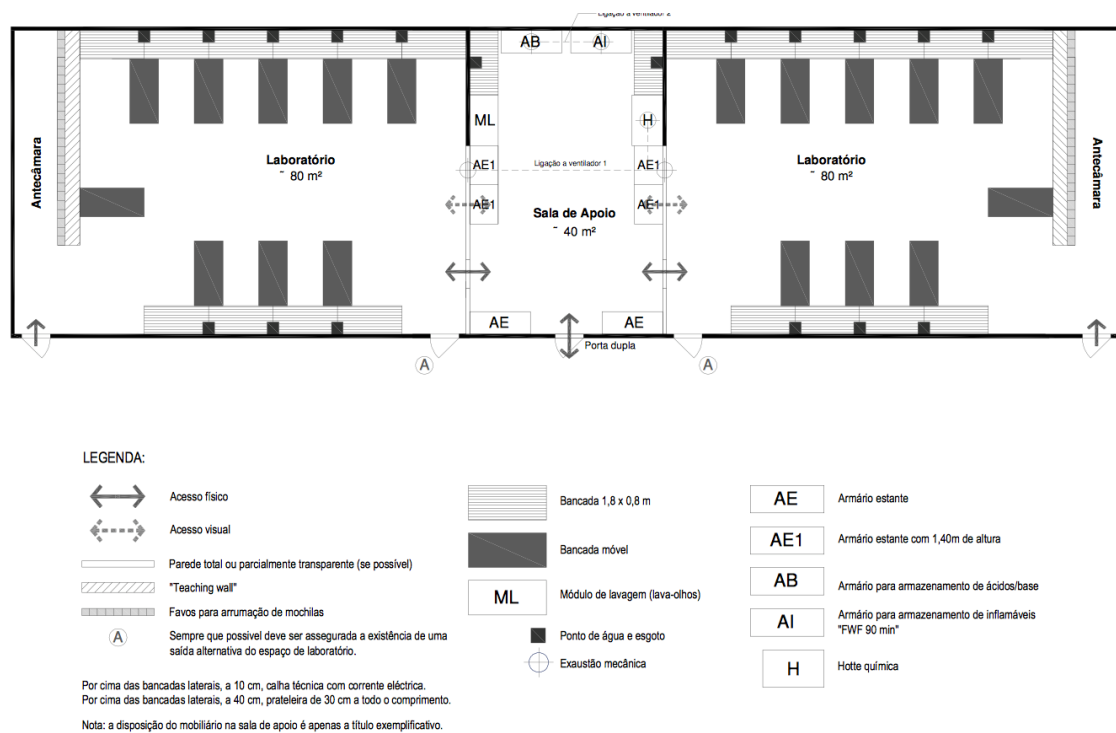 Ligação a ventilador 2
AB
AI
ML
H
AE1
Ligação a ventilador 1
AE1
AE1
AE1
Antecâmara
Laboratório
~ 80 m²
Sala de Apoio
~ 40 m²
Laboratório
~ 80 m²
Antecâmara
AE
AE
Porta dupla
A
A
LEGENDA:
Acesso físico
Acesso visual
Parede total ou parcialmente transparente (se possível)
"Teaching wall"
Favos para arrumação de mochilas
A
Sempre que possivel deve ser assegurada a existência de uma
saída alternativa do espaço de laboratório.
Por cima das bancadas laterais, a 10 cm, calha técnica com corrente eléctrica.
Por cima das bancadas laterais, a 40 cm, prateleira de 30 cm a todo o comprimento.
Nota: a disposição do mobiliário na sala de apoio é apenas a título exemplificativo.
Bancada 1,8 x 0,8 m
Bancada móvel
ML
Módulo de lavagem (lava-olhos)
Ponto de água e esgoto
Exaustão mecânica
AE
Armário estante
AE1
Armário estante com 1,40m de altura
AB
Armário para armazenamento de ácidos/base
AI
Armário para armazenamento de inflamáveis
"FWF 90 min"
H
Hotte química